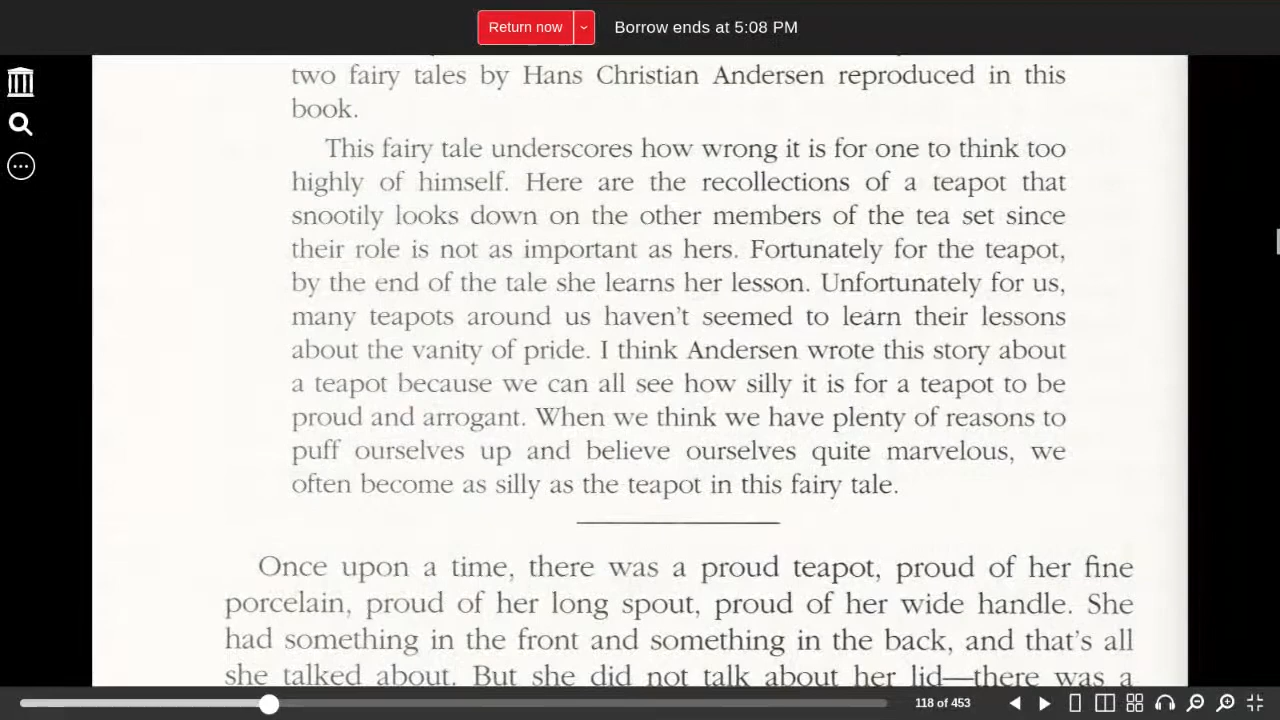 Return now
Borrow ends at 5:08 PM
two fairy tales by Hans Christian Andersen reproduced in this
book.
This fairy tale underscores how wrong it is for one to think too
highly of himself. Here are the recollections of a teapot that
snootily looks down on the other members of the tea set since
their role is not as important as hers. Fortunately for the teapot,
by the end of the tale she learns her lesson. Unfortunately for us,
many teapots around us haven't seemed to learn their lessons
about the vanity of pride. I think Andersen wrote this story about
a teapot because we can all see how silly it is for a teapot to be
proud and arrogant. When we think we have plenty of reasons to
puff ourselves up and believe ourselves quite marvelous, we
often become as silly as the teapot in this fairy tale.
Once upon a time, there was a proud teapot, proud of her fine
porcelain, proud of her long spout, proud of her wide handle. She
had something in the front and something in the back, and that's all
she talked about. But she did not talk about her lid—there was a
118 of 453